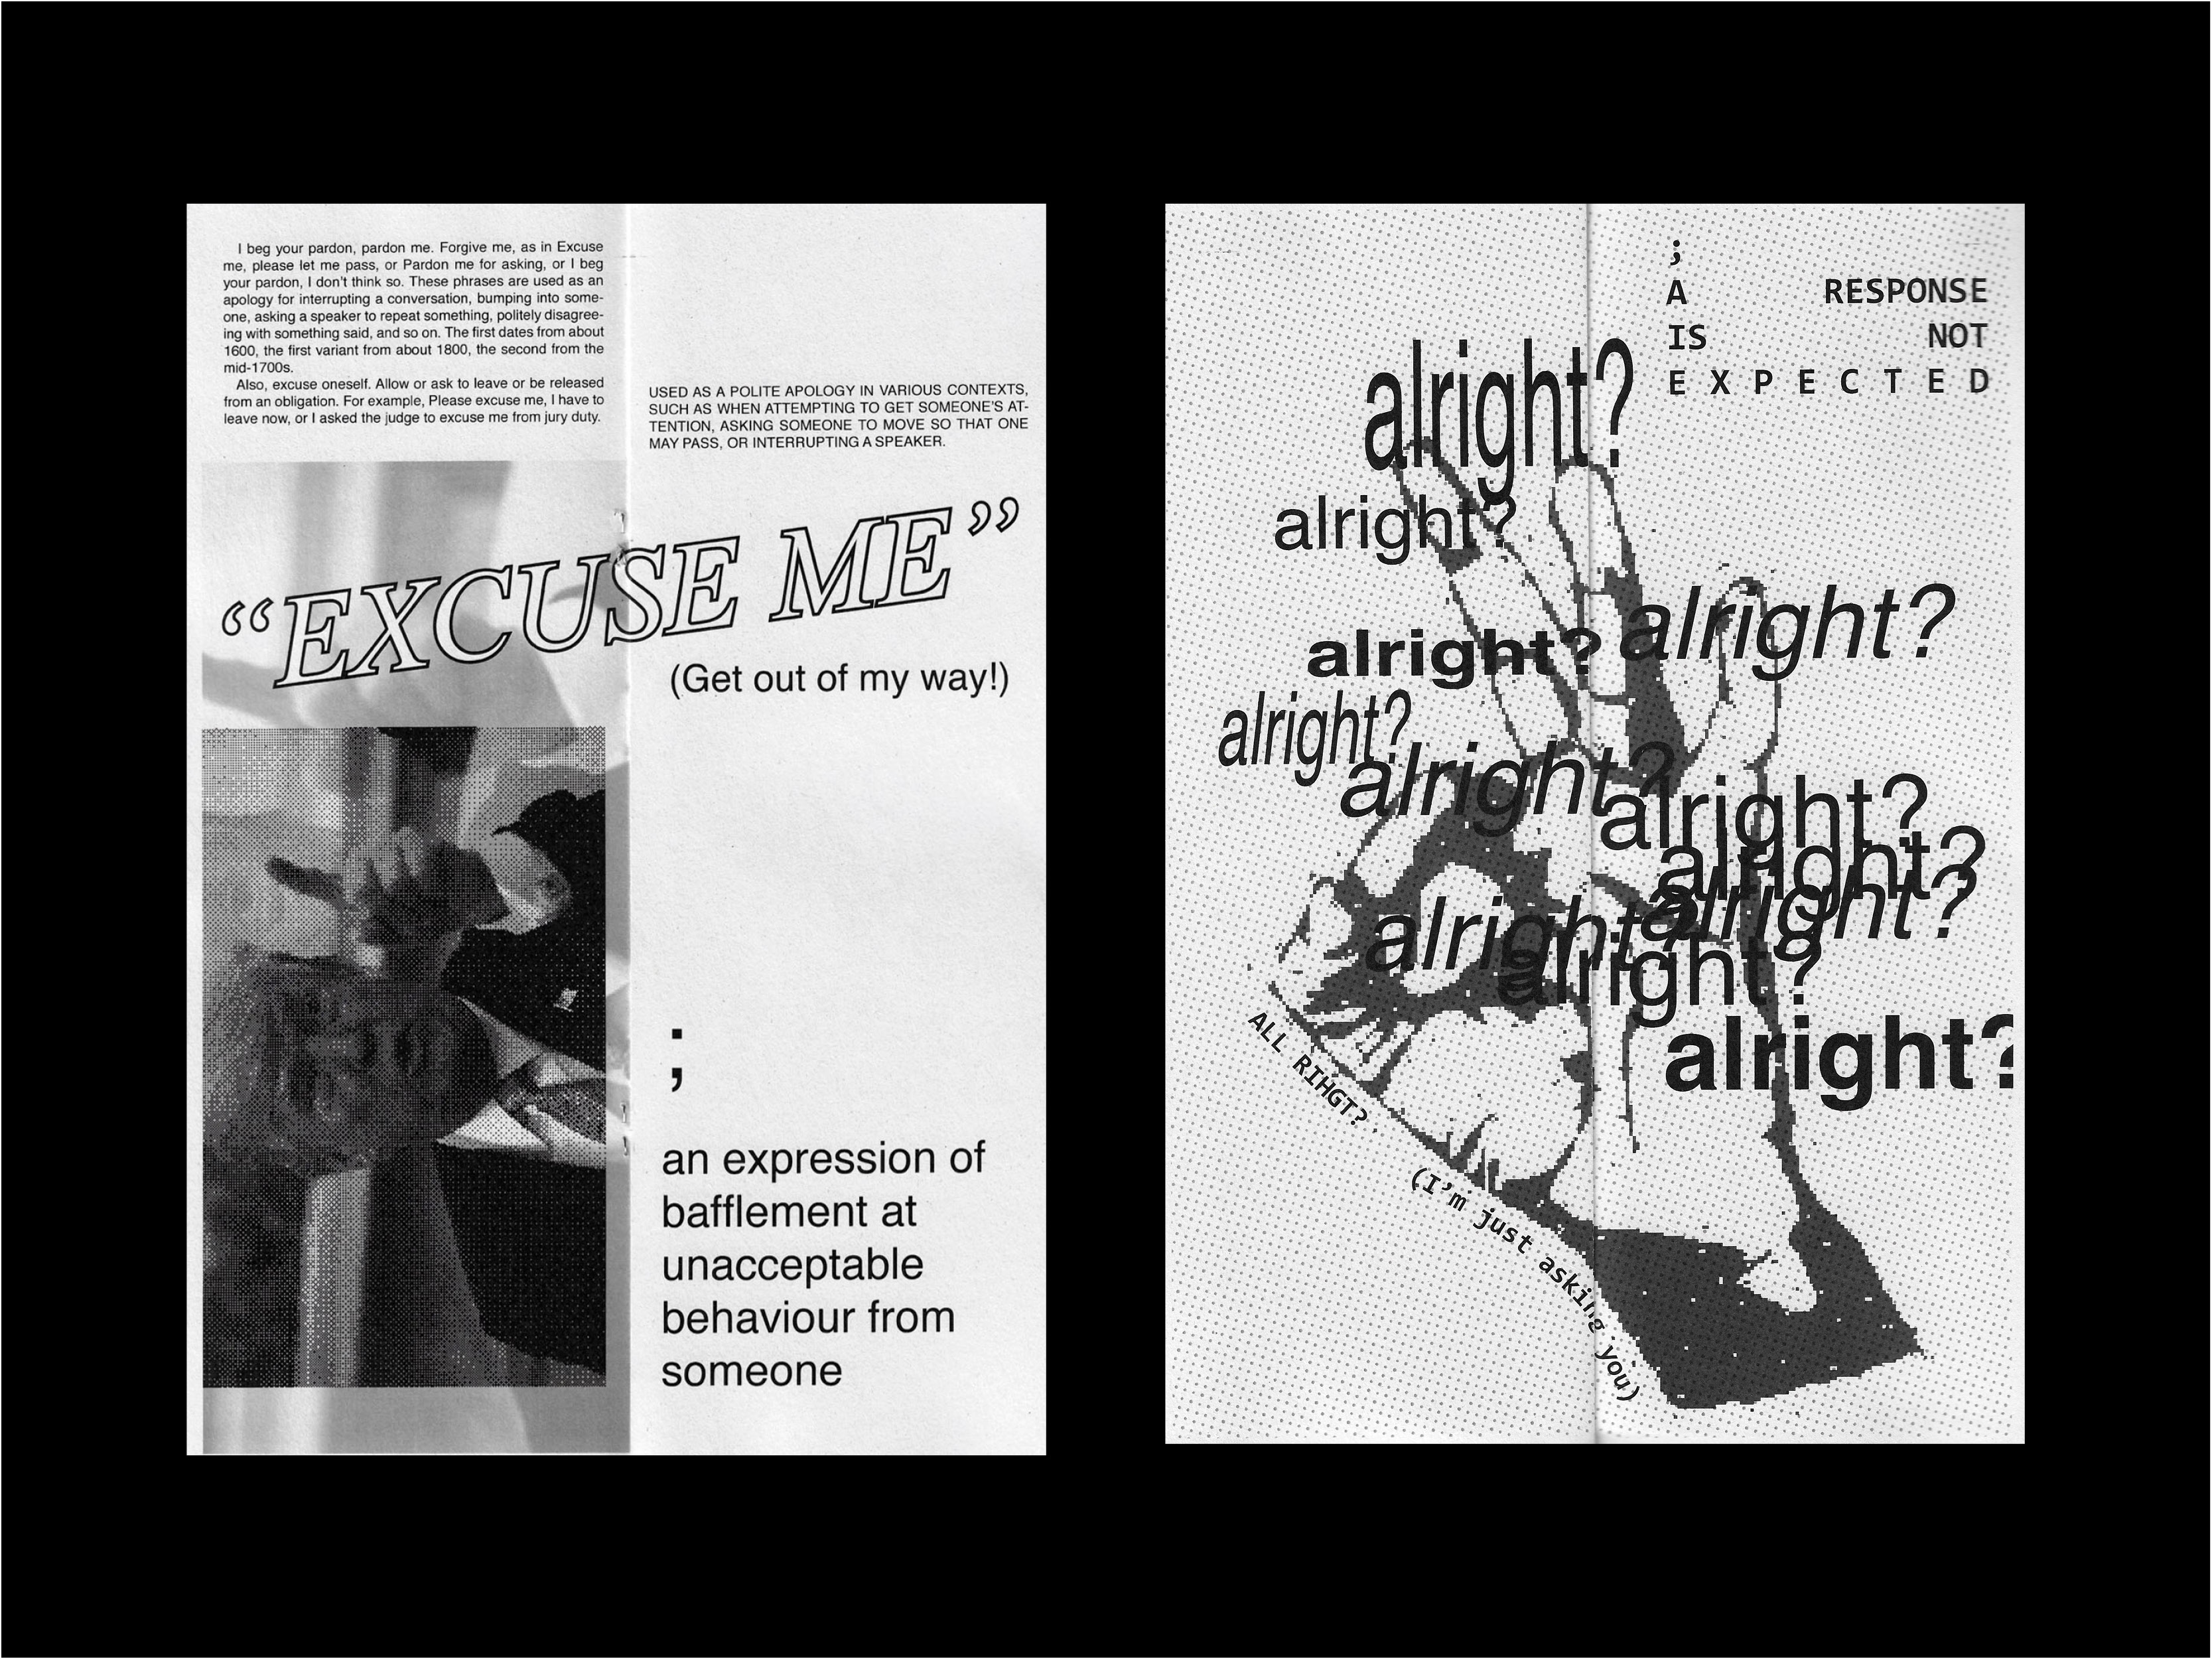 I beg your pardon, pardon me. Forgive me, as in Excuse
me, please let me pass, or Pardon me for asking, or I beg
your pardon, I don't think so. These phrases are used as an
apology for interrupting a conversation, bumping into some-
one, asking a speaker to repeat something, politely disagree-
ing with something said, and so on. The first dates from about
1600, the first variant from about 1800, the second from the
mid-1700s.
Also, excuse oneself. Allow or ask to leave or be released
from an obligation. For example, Please excuse me, I have to
leave now, or I asked the judge to excuse me from jury duty.
USED AS A POLITE APOLOGY IN VARIOUS CONTEXTS,
SUCH AS WHEN ATTEMPTING TO GET SOMEONE'S AT-
TENTION, ASKING SOMEONE TO MOVE SO THAT ONE
MAY PASS, OR INTERRUPTING A SPEAKER.
“EXCUSE ME”
(Get out of my way!)
;
an expression of
bafflement at
unacceptable
behaviour from
someone
;
A RESPONSE
IS NOT
EXPECTED
alright?
alright?
alright?
alright?
alright?
alright?
alright?
alright?
alright?
alright?
alright?
alright?
ALL RIHGT?
(I'm just asking you)